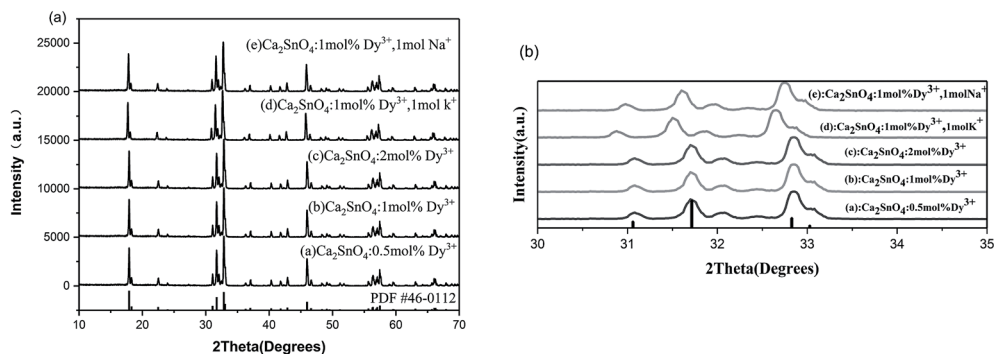 (a)
25000
20000
15000
10000
5000
0
Intensity (a.u.)
(e)Ca₂SnO₄:1mol% Dy³⁺,1mol Na⁺
(d)Ca₂SnO₄:1mol% Dy³⁺,1mol k⁺
(c)Ca₂SnO₄:2mol% Dy³⁺
(b)Ca₂SnO₄:1mol% Dy³⁺
(a)Ca₂SnO₄:0.5mol% Dy³⁺
PDF #46-0112
10 20 30 40 50 60 70
2Theta(Degrees)
(b)
Intensity(a.u.)
(e):Ca₂SnO₄:1mol%Dy³⁺,1molNa⁺
(d):Ca₂SnO₄:1mol%Dy³⁺,1molK⁺
(c):Ca₂SnO₄:2mol%Dy³⁺
(b):Ca₂SnO₄:1mol%Dy³⁺
(a):Ca₂SnO₄:0.5mol%Dy³⁺
30 31 32 33 34 35
2Theta(Degrees)